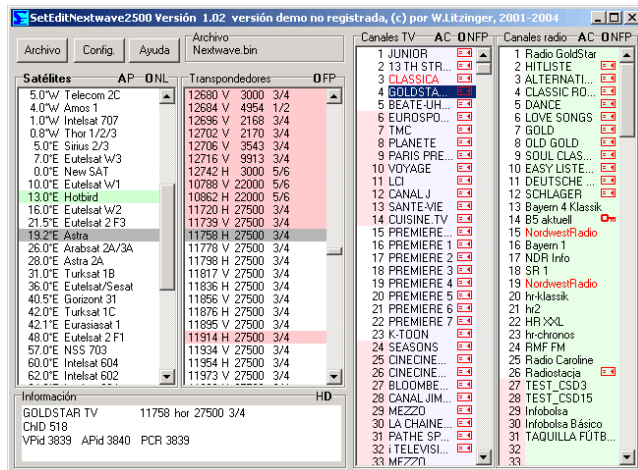 SetEditNextwave2500 Versión 1.02 versión demo no registrada, (c) por W.Litzinger, 2001-2004
Archivo
Config.
Ayuda
Archivo
Nextwave.bin
Satélites AP ONL
5.0°W Telecom 2C
4.0°W Amos 1
1.0°W Intelsat 707
0.8°W Thor 1/2/3
5.0°E Sirius 2/3
7.0°E Eutelsat W3
0.0°E New SAT
10.0°E Eutelsat W1
13.0°E Hotbird
16.0°E Eutelsat W2
21.5°E Eutelsat 2 F3
19.2°E Astra
26.0°E Arabsat 2A/3A
28.0°E Astra 2A
31.0°E Turksat 1B
36.0°E Eutelsat/Sesat
40.5°E Gorizont 31
42.0°E Turksat 1C
42.1°E Eurasiasat 1
48.0°E Eutelsat 2 F1
57.0°E NSS 703
60.0°E Intelsat 604
62.0°E Intelsat 602
Transpondedores OFP
12680 V 3000 3/4
12684 V 4954 1/2
12696 V 2168 3/4
12702 V 2170 3/4
12706 V 3543 3/4
12716 V 9913 3/4
12742 H 3000 5/6
10788 V 22000 5/6
10862 H 22000 5/6
11720 H 27500 3/4
11739 V 27500 3/4
11758 H 27500 3/4
11778 V 27500 3/4
11798 H 27500 3/4
11817 V 27500 3/4
11836 H 27500 3/4
11856 V 27500 3/4
11876 H 27500 3/4
11895 V 27500 3/4
11914 H 27500 3/4
11934 V 27500 3/4
11954 H 27500 3/4
11973 V 27500 3/4
Información HD
GOLDSTAR TV 11758 hor 27500 3/4
ChID 518
VPid 3839 APid 3840 PCR 3839
Canales TV AC ONFP
1 JUNIOR
2 13 TH STR...
3 CLASSICA
4 GOLDSTA...
5 BEATE-UH...
6 EUROSPO...
7 TMC
8 PLANETE
9 PARIS PRE...
10 VOYAGE
11 LCI
12 CANAL J
13 SANTE-VIE
14 CUISINE.TV
15 PREMIERE...
16 PREMIERE 1
17 PREMIERE 2
18 PREMIERE 3
19 PREMIERE 4
20 PREMIERE 5
21 PREMIERE 6
22 PREMIERE 7
23 K-TOON
24 SEASONS
25 CINECINE...
26 CINECINE...
27 BLOOMBE...
28 CANAL JIM...
29 MEZZO
30 LA CHAINE...
31 PATHE SP...
32 i TELEVISI...
33 MEZZO
Canales radio AC ONFP
1 Radio GoldStar
2 HITLISTE
3 ALTERNATI...
4 CLASSIC RO...
5 DANCE
6 LOVE SONGS
7 GOLD
8 OLD GOLD
9 SOUL CLAS...
10 EASY LISTE...
11 DEUTSCHE ...
12 SCHLAGER
13 Bayern 4 Klassik
14 B5 aktuell
15 NordwestRadio
16 Bayern 1
17 NDR Info
18 SR 1
19 NordwestRadio
20 hr-klassik
21 hr2
22 HR XXL
23 hr-chronos
24 RMF FM
25 Radio Caroline
26 Radiostacja
27 TEST_CSD3
28 TEST_CSD15
29 Infobolsa
30 Infobolsa Básico
31 TAQUILLA FÚTB...
32
33